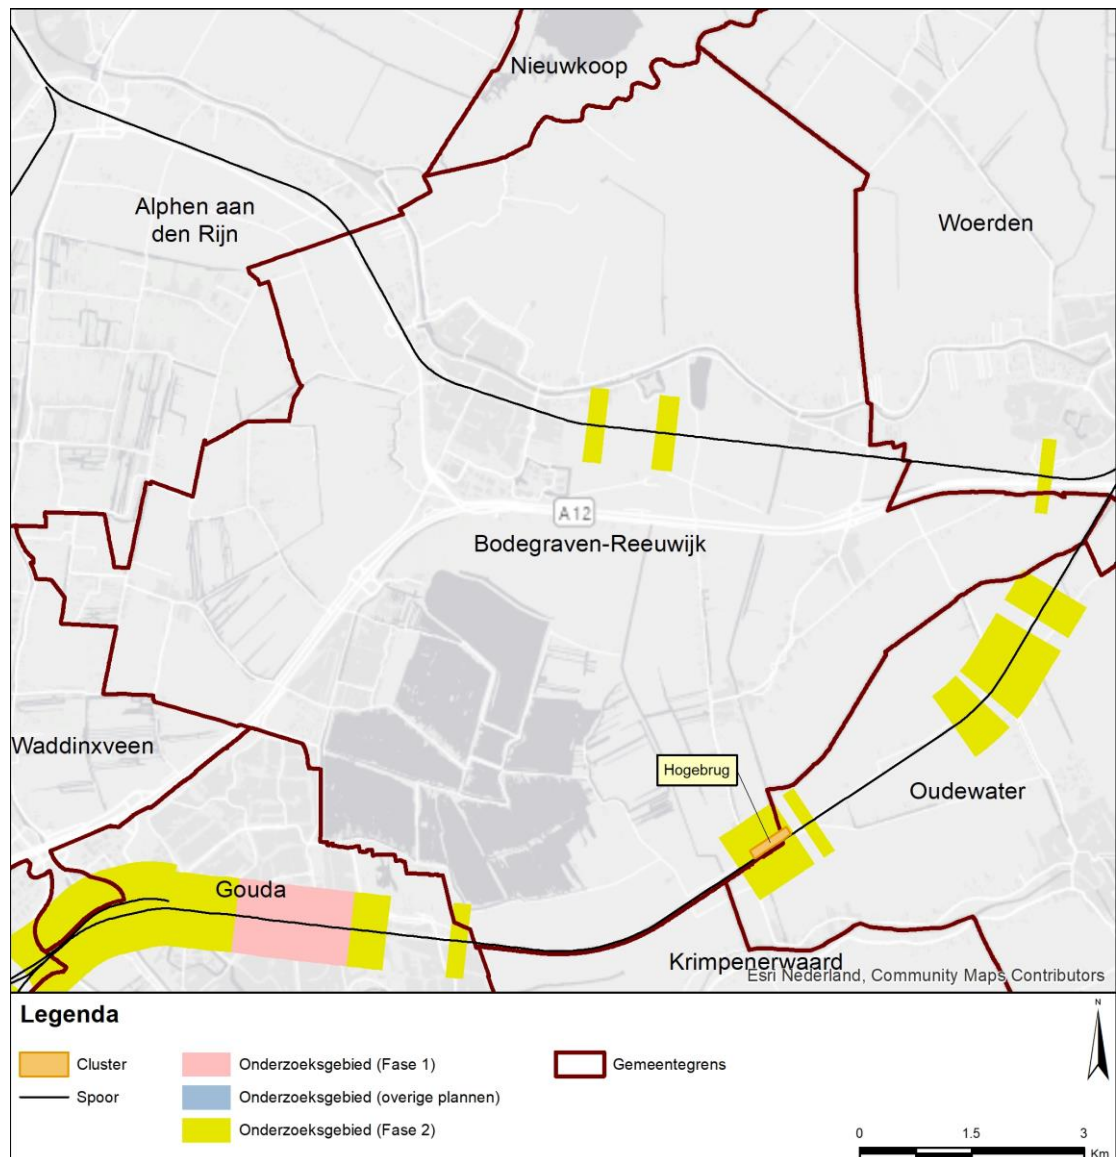 Nieuwkoop
Alphen aan
den Rijn
Woerden
A12
Bodegraven-Reeuwijk
Waddinxveen
Hogebrug
Oudewater
Gouda
Krimpenerwaard
Esri Nederland, Community Maps Contributors
Legenda
N
Cluster
Onderzoeksgebied (Fase 1)
Gemeentegrens
Spoor
Onderzoeksgebied (overige plannen)
Onderzoeksgebied (Fase 2)
0 1.5 3
Km